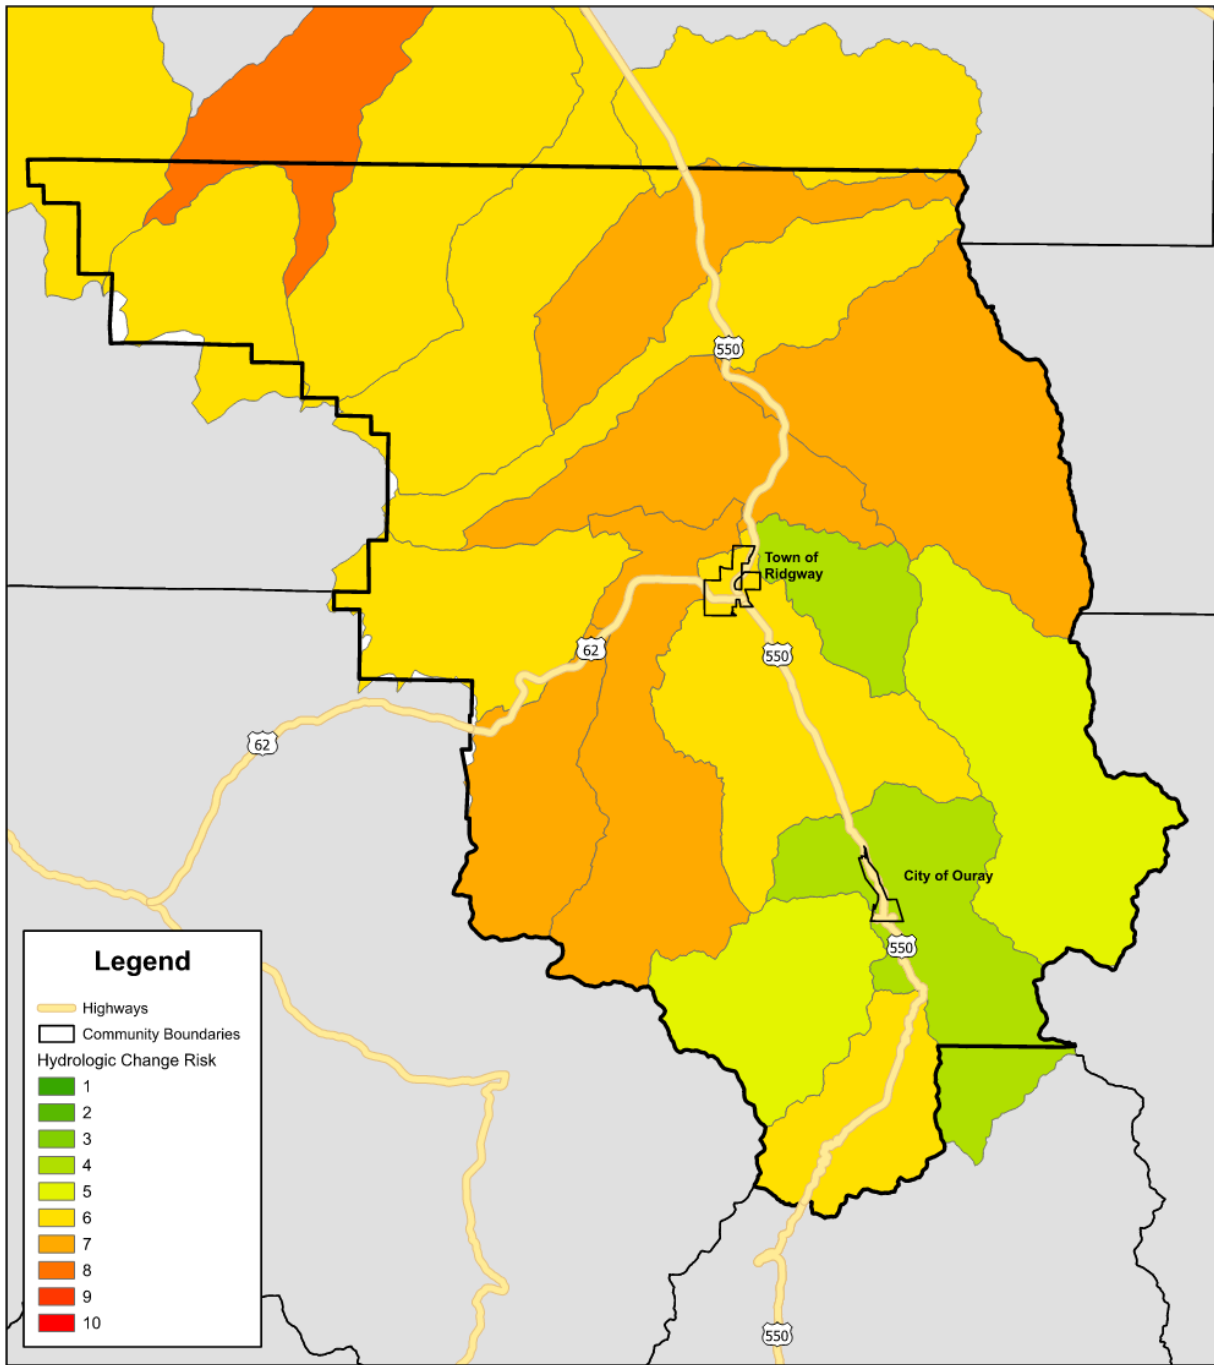 550
Town of
Ridgway
62
550
62
City of Ouray
550
Legend
Highways
Community Boundaries
Hydrologic Change Risk
1
2
3
4
5
6
7
8
9
10
550